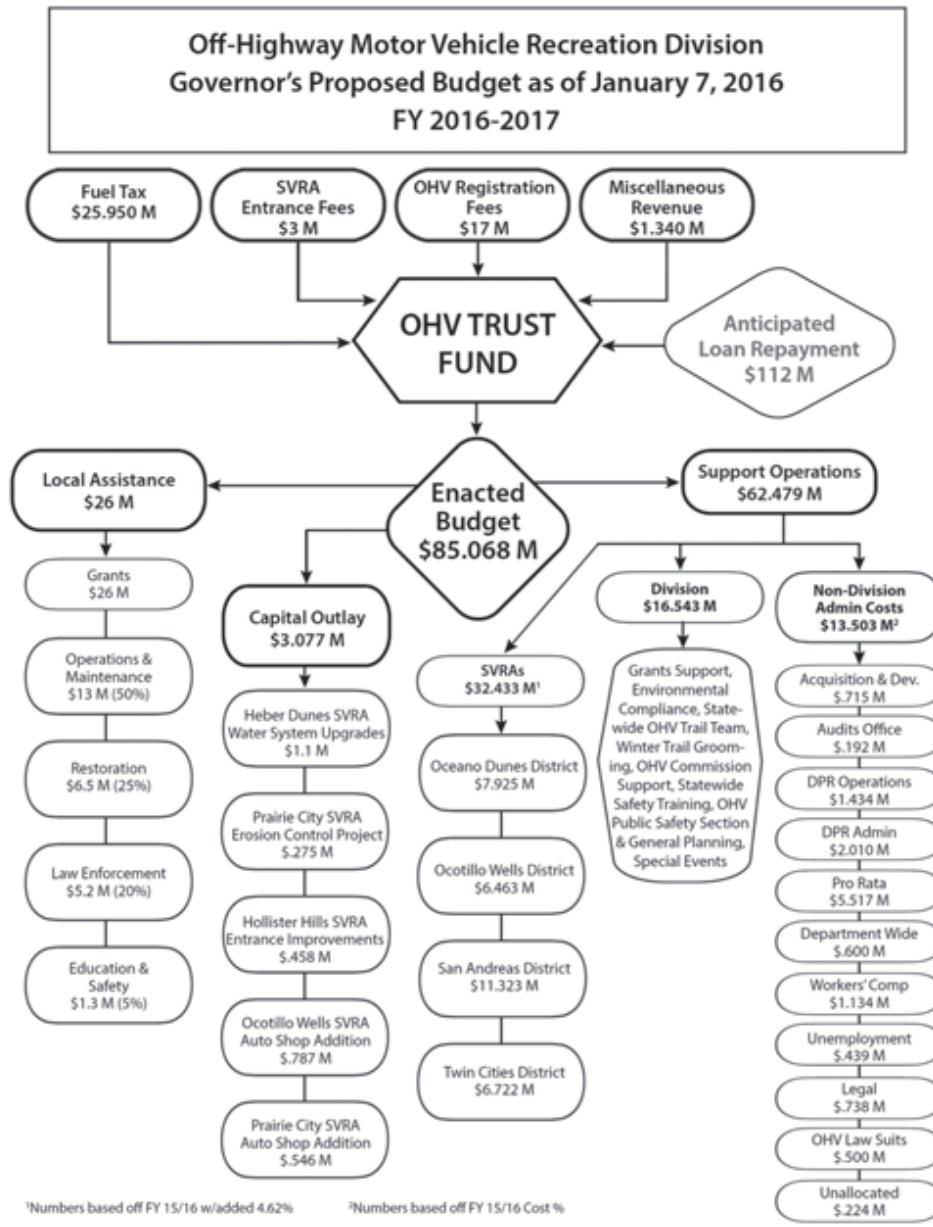 Off-Highway Motor Vehicle Recreation Division
Governor's Proposed Budget as of January 7, 2016
FY 2016-2017
Fuel Tax
$25.950 M
SVRA
Entrance Fees
$3 M
OHV Registration
Fees
$17 M
Miscellaneous
Revenue
$1.340 M
OHV TRUST
FUND
Anticipated
Loan Repayment
$112 M
Enacted
Budget
$85.068 M
Local Assistance
$26 M
Grants
$26 M
Operations &
Maintenance
$13 M (50%)
Restoration
$6.5 M (25%)
Law Enforcement
$5.2 M (20%)
Education &
Safety
$1.3 M (5%)
Capital Outlay
$3.077 M
Heber Dunes SVRA
Water System Upgrades
$1.1 M
Prairie City SVRA
Erosion Control Project
$.275 M
Hollister Hills SVRA
Entrance Improvements
$.458 M
Ocotillo Wells SVRA
Auto Shop Addition
$.787 M
Prairie City SVRA
Auto Shop Addition
$.546 M
Support Operations
$62.479 M
SVRAs
$32.433 M¹
Oceano Dunes District
$7.925 M
Ocotillo Wells District
$6.463 M
San Andreas District
$11.323 M
Twin Cities District
$6.722 M
Division
$16.543 M
Grants Support,
Environmental
Compliance, State-
wide OHV Trail Team,
Winter Trail Groom-
ing, OHV Commission
Support, Statewide
Safety Training, OHV
Public Safety Section
& General Planning,
Special Events
Non-Division
Admin Costs
$13.503 M²
Acquisition & Dev.
$.715 M
Audits Office
$.192 M
DPR Operations
$1.434 M
DPR Admin
$2.010 M
Pro Rata
$5.517 M
Department Wide
$.600 M
Workers' Comp
$1.134 M
Unemployment
$.439 M
Legal
$.738 M
OHV Law Suits
$.500 M
Unallocated
$.224 M
¹Numbers based off FY 15/16 w/added 4.62%
²Numbers based off FY 15/16 Cost %